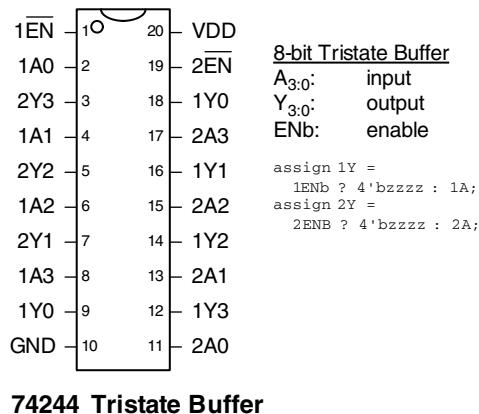 1EN 1 20 VDD
1A0 2 19 2EN
2Y3 3 18 1Y0
1A1 4 17 2A3
2Y2 5 16 1Y1
1A2 6 15 2A2
2Y1 7 14 1Y2
1A3 8 13 2A1
1Y0 9 12 1Y3
GND 10 11 2A0
8-bit Tristate Buffer
A3:0: input
Y3:0: output
ENb: enable
assign 1Y =
1ENb ? 4'bzzzz : 1A;
assign 2Y =
2ENB ? 4'bzzzz : 2A;
74244 Tristate Buffer